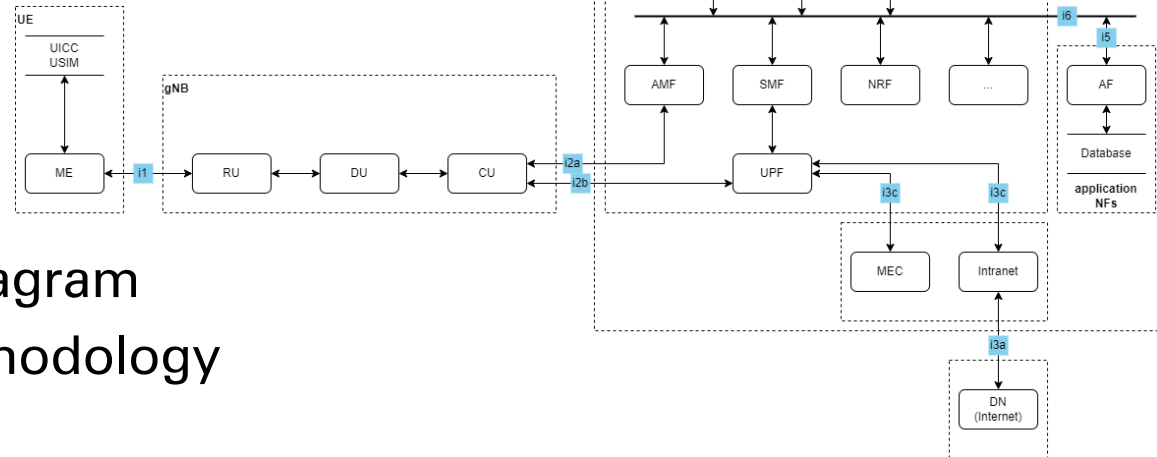 UE
UICC
USIM
ME
i1
gNB
RU
DU
CU
i2a
i2b
i6
i5
AMF
SMF
NRF
...
AF
UPF
Database
application
NFs
i3c
i3c
MEC
Intranet
i3a
DN
(Internet)
agram
nodology